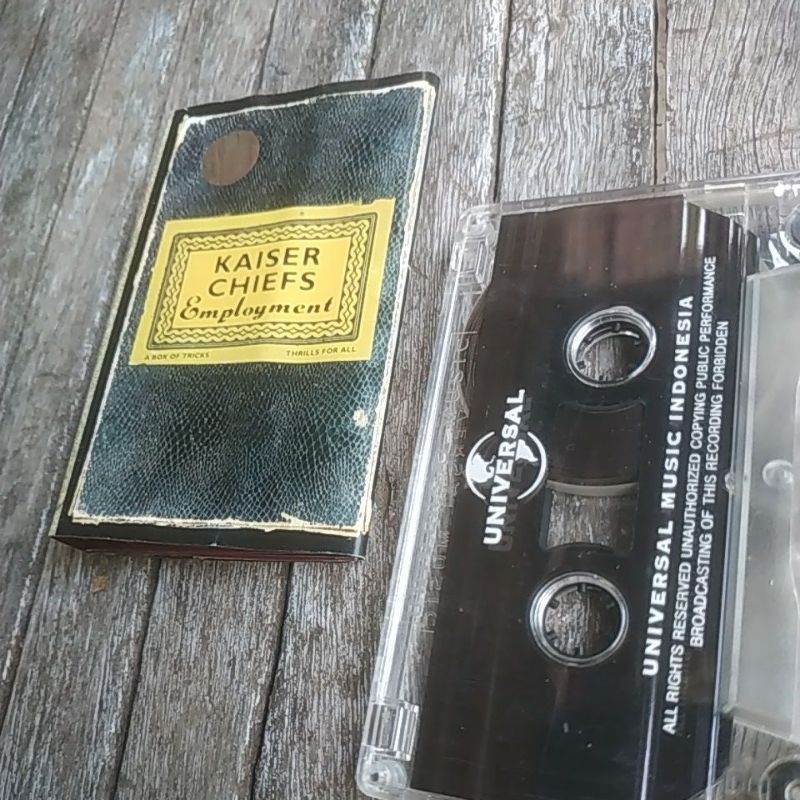 KAISER
CHIEFS
Employment
A BOX OF TRICKS
THRILLS FOR ALL
UNIVERSAL
UNIVERSAL MUSIC INDONESIA
ALL RIGHTS RESERVED UNAUTHORIZED COPYING PUBLIC PERFORMANCE
BROADCASTING OF THIS RECORDING FORBIDDEN